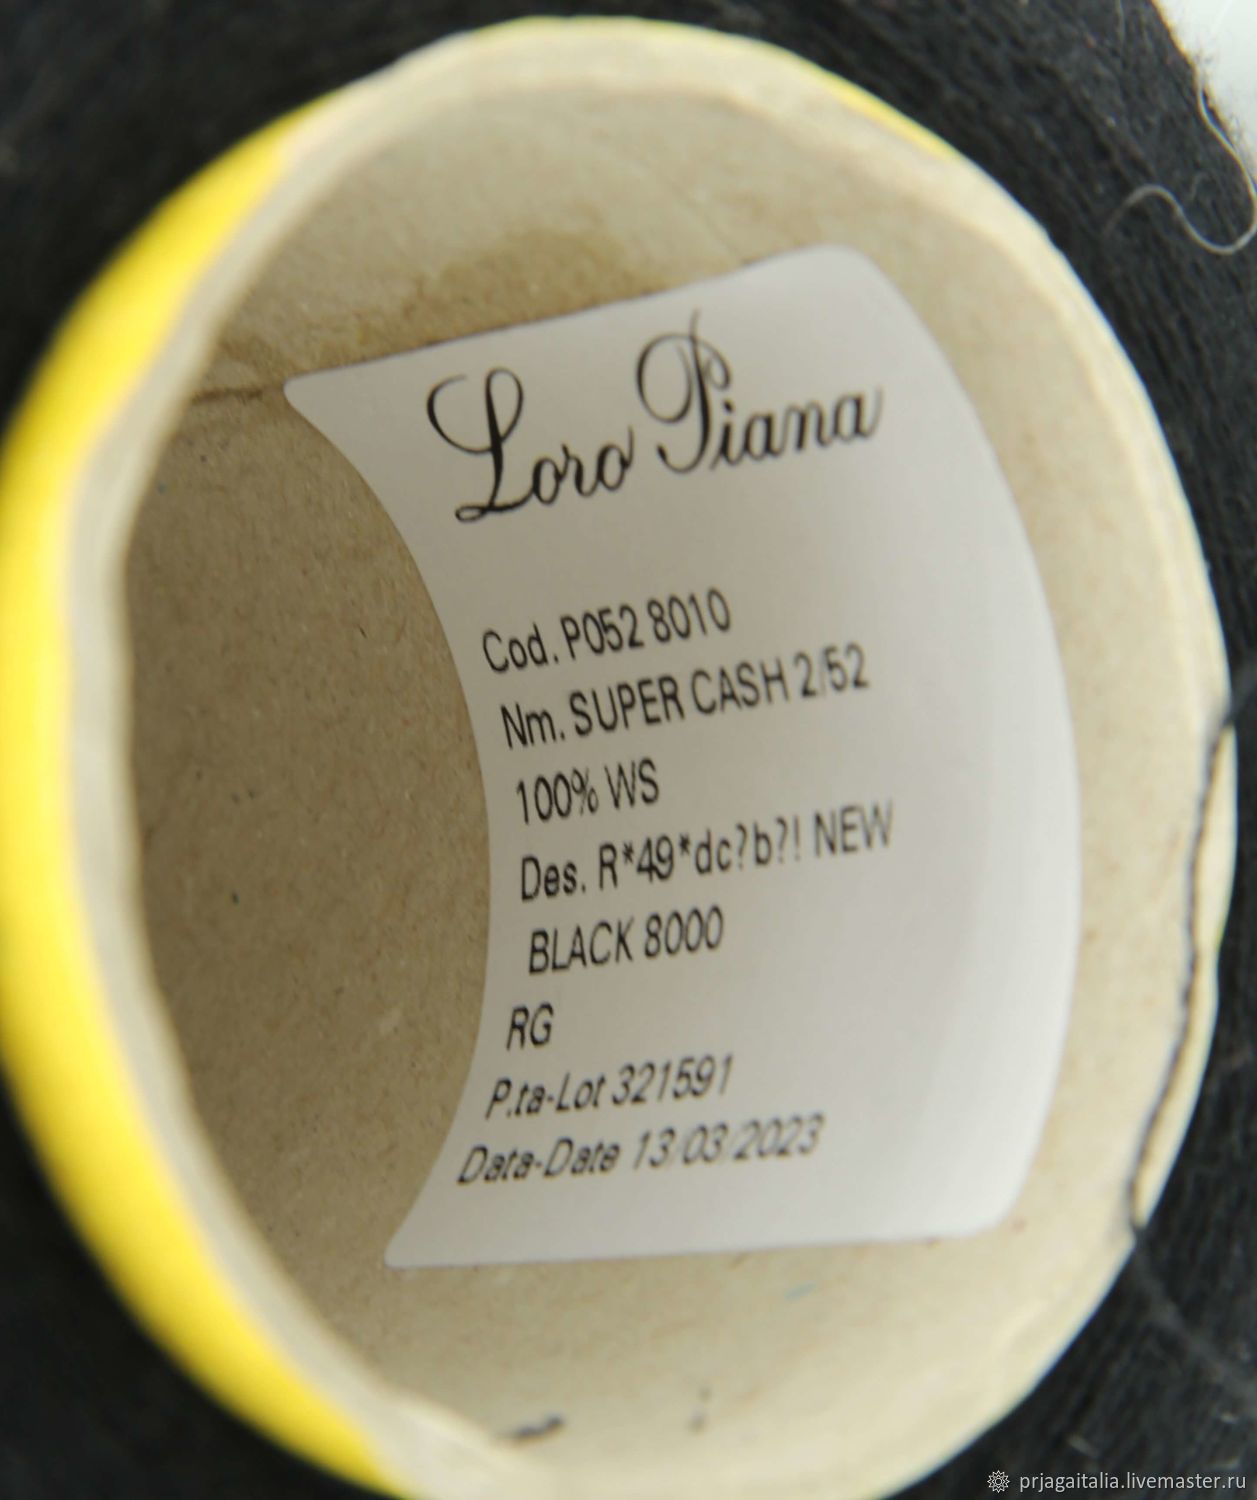 Loro Piana
Cod. P052 8010
Nm. SUPER CASH 2/52
100% WS
Des. R*49*dc?b?! NEW
BLACK 8000
RG
P.ta-Lot 321591
Data-Date 13/03/2023
prjagaitalia.livemaster.ru